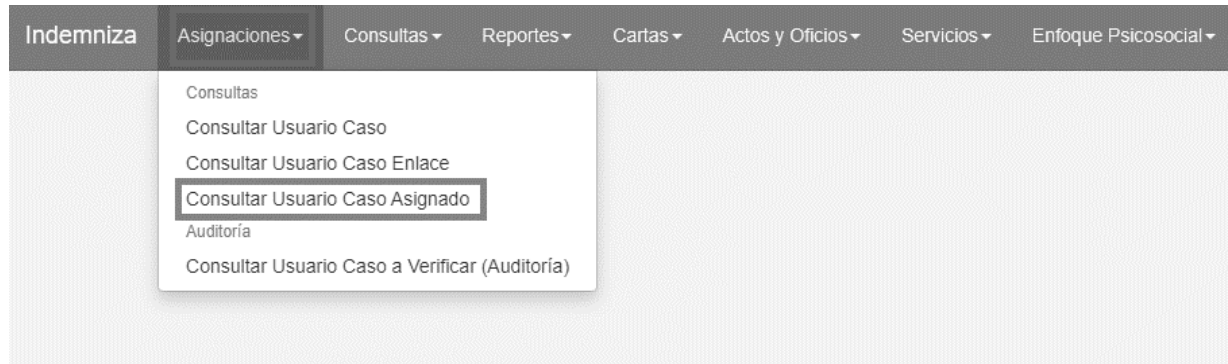 Indemniza Asignaciones Consultas Reportes Cartas Actos y Oficios Servicios Enfoque Psicosocial
Consultas
Consultar Usuario Caso
Consultar Usuario Caso Enlace
Consultar Usuario Caso Asignado
Auditoría
Consultar Usuario Caso a Verificar (Auditoría)